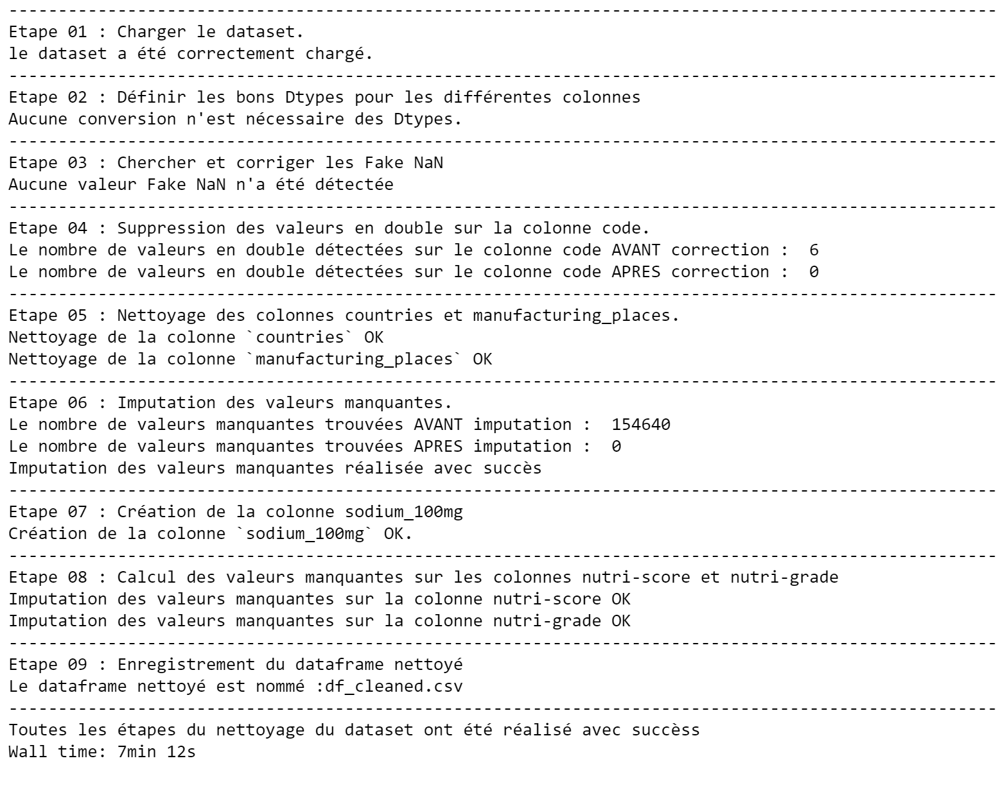 ----------------------------------------------------------------------------------------------------
Etape 01 : Charger le dataset.
le dataset a été correctement chargé.
----------------------------------------------------------------------------------------------------
Etape 02 : Définir les bons Dtypes pour les différentes colonnes
Aucune conversion n'est nécessaire des Dtypes.
----------------------------------------------------------------------------------------------------
Etape 03 : Chercher et corriger les Fake NaN
Aucune valeur Fake NaN n'a été détectée
----------------------------------------------------------------------------------------------------
Etape 04 : Suppression des valeurs en double sur la colonne code.
Le nombre de valeurs en double détectées sur le colonne code AVANT correction :  6
Le nombre de valeurs en double détectées sur le colonne code APRES correction :  0
----------------------------------------------------------------------------------------------------
Etape 05 : Nettoyage des colonnes countries et manufacturing_places.
Nettoyage de la colonne `countries` OK
Nettoyage de la colonne `manufacturing_places` OK
----------------------------------------------------------------------------------------------------
Etape 06 : Imputation des valeurs manquantes.
Le nombre de valeurs manquantes trouvées AVANT imputation :  154640
Le nombre de valeurs manquantes trouvées APRES imputation :  0
Imputation des valeurs manquantes réalisée avec succès
----------------------------------------------------------------------------------------------------
Etape 07 : Création de la colonne sodium_100mg
Création de la colonne `sodium_100mg` OK.
----------------------------------------------------------------------------------------------------
Etape 08 : Calcul des valeurs manquantes sur les colonnes nutri-score et nutri-grade
Imputation des valeurs manquantes sur la colonne nutri-score OK
Imputation des valeurs manquantes sur la colonne nutri-grade OK
----------------------------------------------------------------------------------------------------
Etape 09 : Enregistrement du dataframe nettoyé
Le dataframe nettoyé est nommé :df_cleaned.csv
----------------------------------------------------------------------------------------------------
Toutes les étapes du nettoyage du dataset ont été réalisé avec succèss
Wall time: 7min 12s